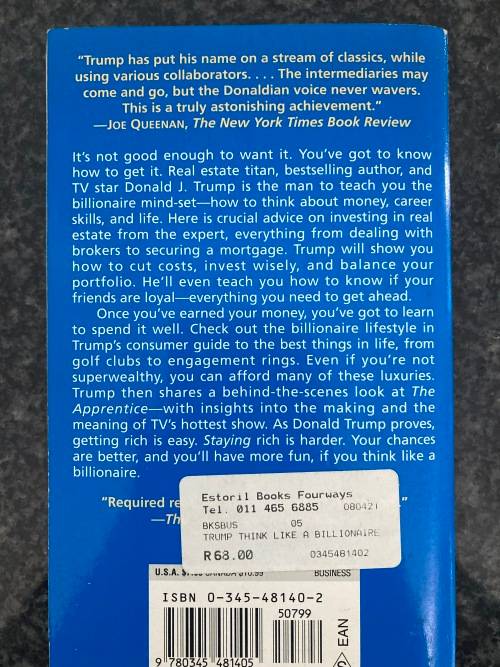 “Trump has put his name on a stream of classics, while
using various collaborators. . . . The intermediaries may
come and go, but the Donaldian voice never wavers.
This is a truly astonishing achievement.”
—JOE QUEENAN, The New York Times Book Review
It’s not good enough to want it. You’ve got to know
how to get it. Real estate titan, bestselling author, and
TV star Donald J. Trump is the man to teach you the
billionaire mind-set—how to think about money, career
skills, and life. Here is crucial advice on investing in real
estate from the expert, everything from dealing with
brokers to securing a mortgage. Trump will show you
how to cut costs, invest wisely, and balance your
portfolio. He’ll even teach you how to know if your
friends are loyal—everything you need to get ahead.
Once you’ve earned your money, you’ve got to learn
to spend it well. Check out the billionaire lifestyle in
Trump’s consumer guide to the best things in life, from
golf clubs to engagement rings. Even if you’re not
superwealthy, you can afford many of these luxuries.
Trump then shares a behind-the-scenes look at The
Apprentice—with insights into the making and the
meaning of TV’s hottest show. As Donald Trump proves,
getting rich is easy. Staying rich is harder. Your chances
are better, and you’ll have more fun, if you think like a
billionaire.
“Required re ”
—Th
Estoril Books Fourways
Tel. 011 465 6885 080421
BKSBUS 05
TRUMP THINK LIKE A BILLIONAIRE
R68.00 0345481402
U.S.A. BUSINESS
ISBN 0-345-48140-2
50799
9 780345 481405
EAN